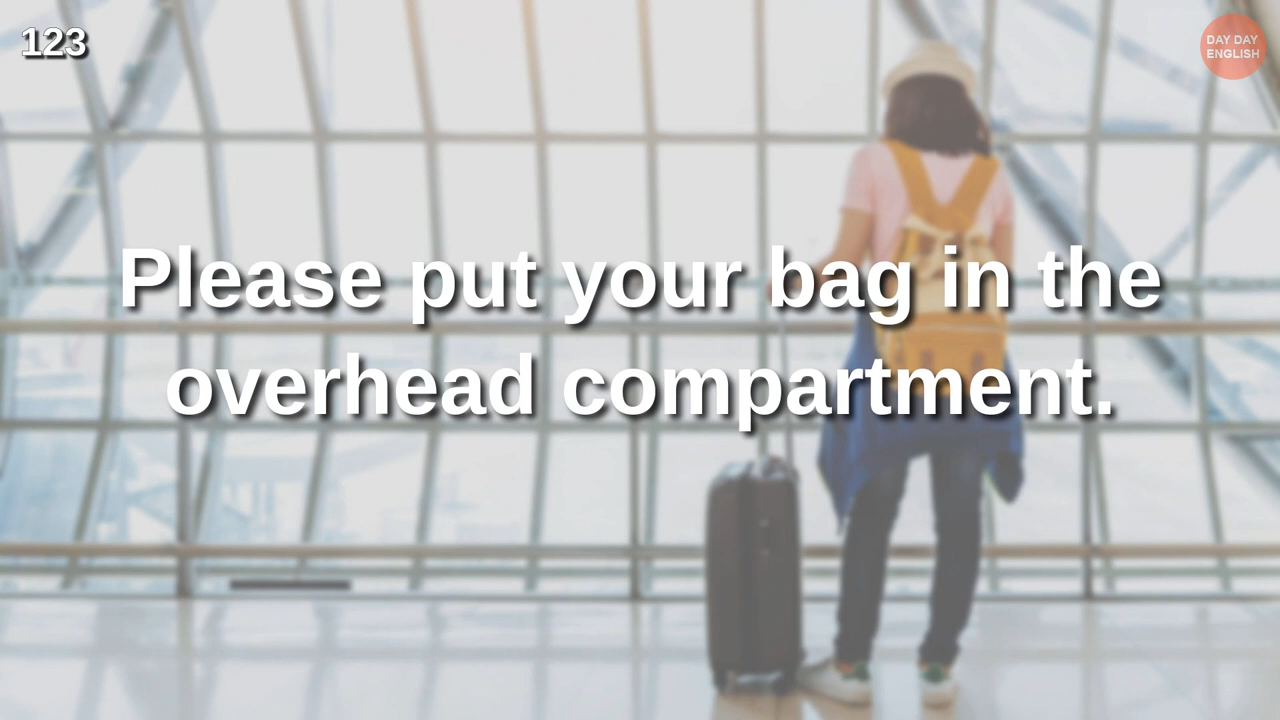 123
DAY DAY
ENGLISH
Please put your bag in the
overhead compartment.